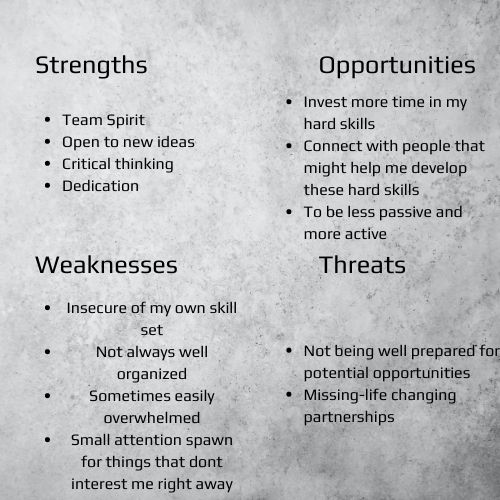 Strengths
• Team Spirit
• Open to new ideas
• Critical thinking
• Dedication
Opportunities
• Invest more time in my
hard skills
• Connect with people that
might help me develop
these hard skills
• To be less passive and
more active
Weaknesses
• Insecure of my own skill
set
• Not always well
organized
• Sometimes easily
overwhelmed
• Small attention spawn
for things that dont
interest me right away
Threats
• Not being well prepared for
potential opportunities
• Missing-life changing
partnerships